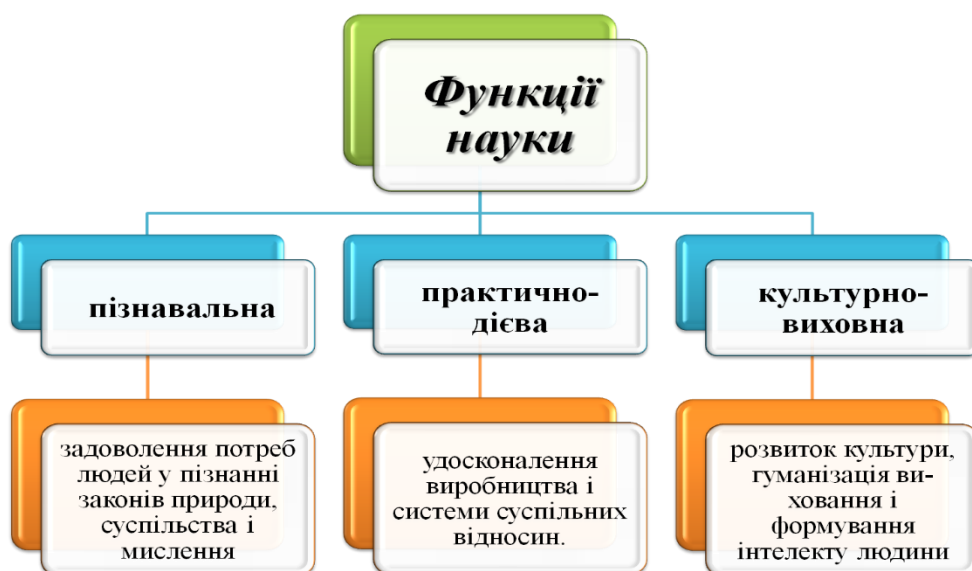 Функції
науки
пізнавальна
практично-
дієва
культурно-
виховна
задоволення потреб
людей у пізнанні
законів природи,
суспільства і
мислення
удосконалення
виробництва і
системи суспільних
відносин.
розвиток культури,
гуманізація ви-
ховання і
формування
інтелекту людини